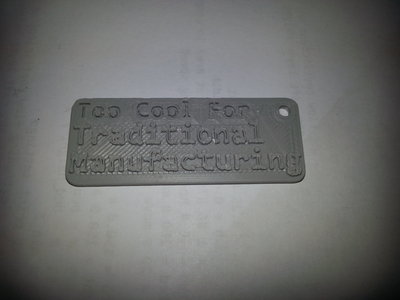 Too Cool For
Traditional
Manufacturing